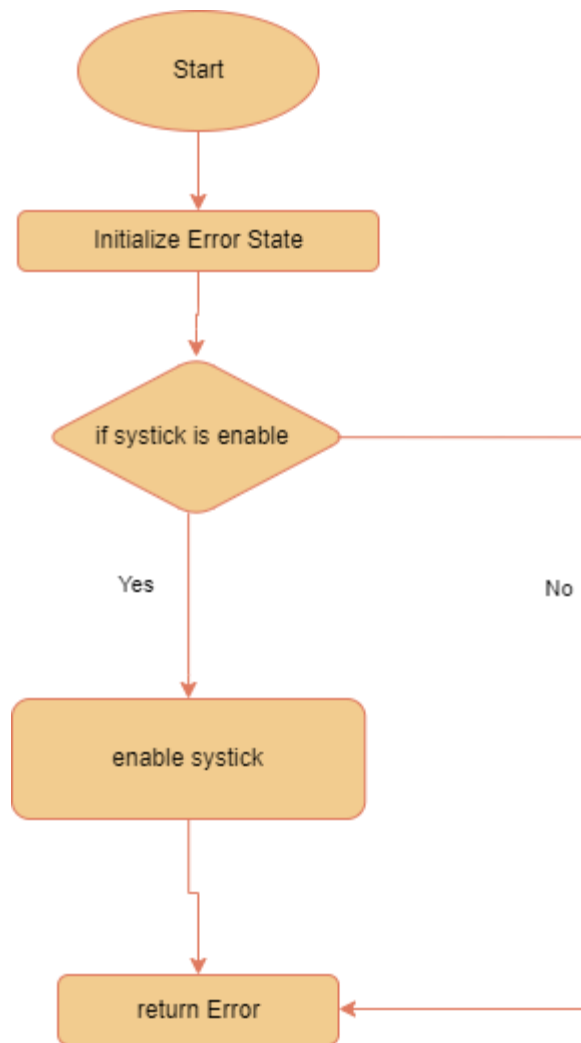 Start
Initialize Error State
if systick is enable
Yes
No
enable systick
return Error